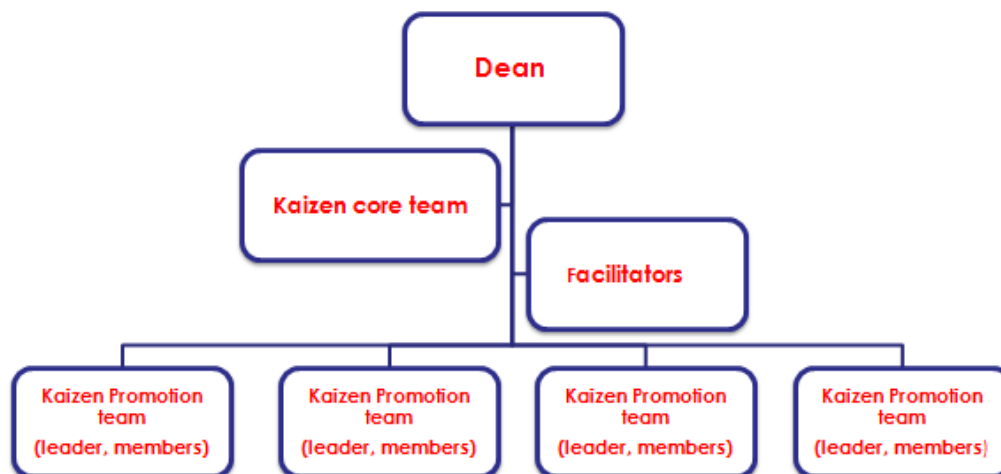 Dean
Kaizen core team
Facilitators
Kaizen Promotion
team
(leader, members)
Kaizen Promotion
team
(leader, members)
Kaizen Promotion
team
(leader, members)
Kaizen Promotion
team
(leader, members)